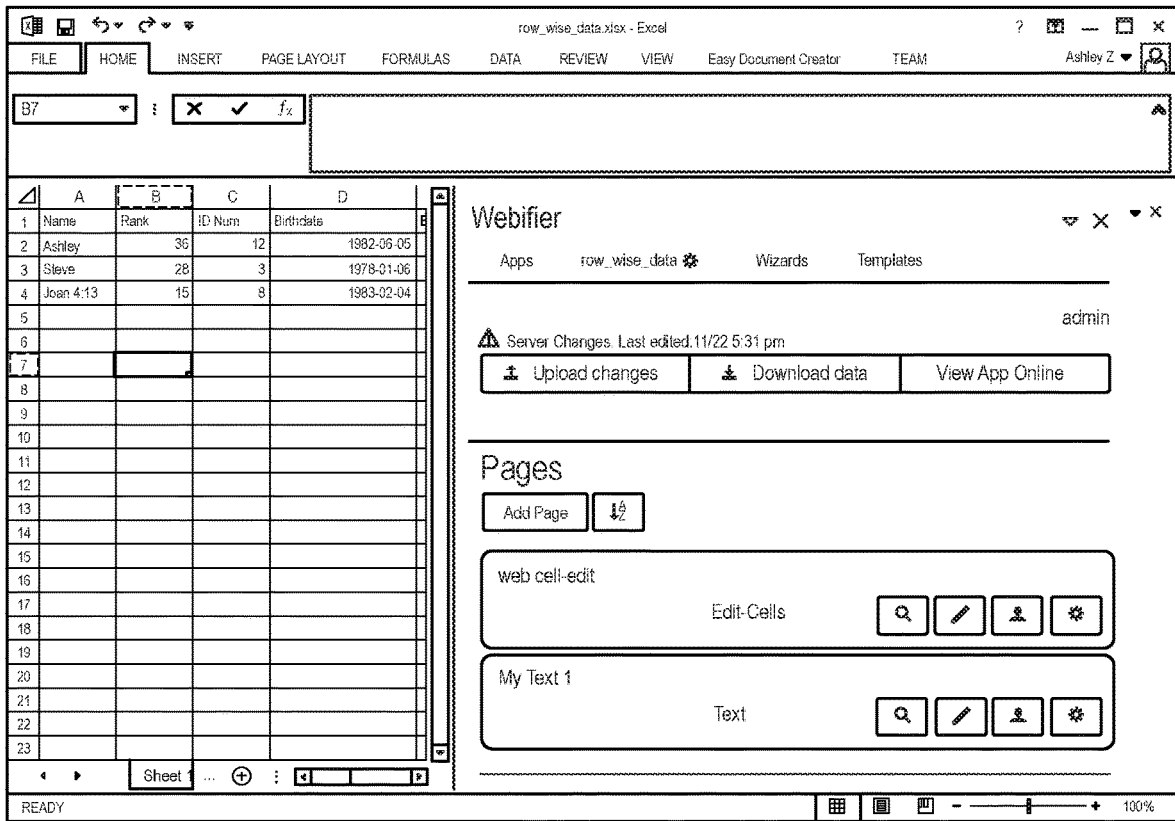 row_wise_data.xlsx - Excel ?
FILE HOME INSERT PAGE LAYOUT FORMULAS DATA REVIEW VIEW Easy Document Creator TEAM Ashley Z
B7 fx
A B C D
1 Name Rank ID Num Birthdate E
2 Ashley 36 12 1982-06-05
3 Steve 28 3 1978-01-06
4 Joan 4:13 15 8 1983-02-04
5
6
7
8
9
10
11
12
13
14
15
16
17
18
19
20
21
22
23
Sheet 1 ...
READY 100%
Webifier
Apps row_wise_data Wizards Templates
admin
Server Changes. Last edited.11/22 5:31 pm
Upload changes Download data View App Online
Pages
Add Page AZ
web cell-edit
Edit-Cells
My Text 1
Text